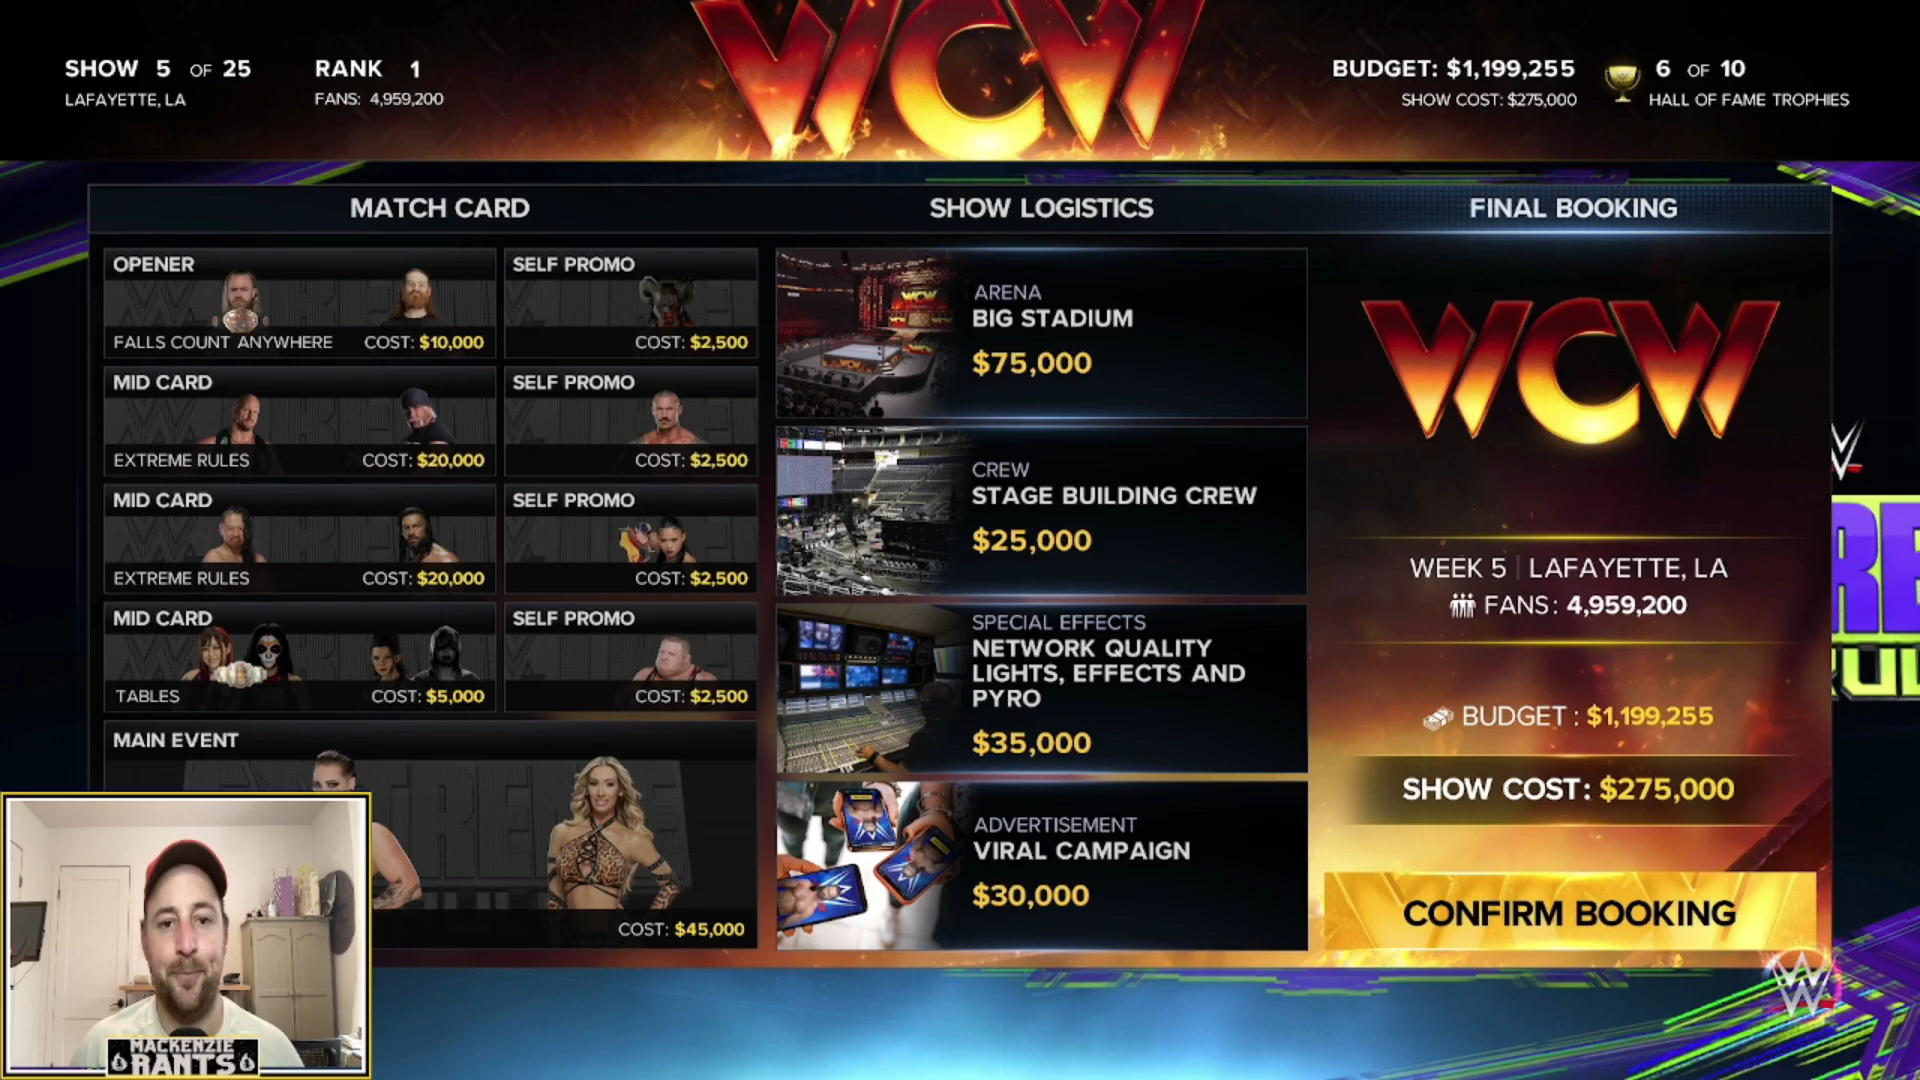 WCW
SHOW 5 OF 25
LAFAYETTE, LA
RANK 1
FANS: 4,959,200
BUDGET: $1,199,255
SHOW COST: $275,000
6 OF 10
HALL OF FAME TROPHIES
MATCH CARD
SHOW LOGISTICS
FINAL BOOKING
OPENER
FALLS COUNT ANYWHERE COST: $10,000
SELF PROMO
COST: $2,500
MID CARD
EXTREME RULES COST: $20,000
SELF PROMO
COST: $2,500
MID CARD
EXTREME RULES COST: $20,000
SELF PROMO
COST: $2,500
MID CARD
TABLES COST: $5,000
SELF PROMO
COST: $2,500
MAIN EVENT
COST: $45,000
ARENA
BIG STADIUM
$75,000
CREW
STAGE BUILDING CREW
$25,000
SPECIAL EFFECTS
NETWORK QUALITY
LIGHTS, EFFECTS AND
PYRO
$35,000
ADVERTISEMENT
VIRAL CAMPAIGN
$30,000
WCW
WEEK 5 | LAFAYETTE, LA
FANS: 4,959,200
BUDGET : $1,199,255
SHOW COST: $275,000
CONFIRM BOOKING
MACKENZIE
RANTS